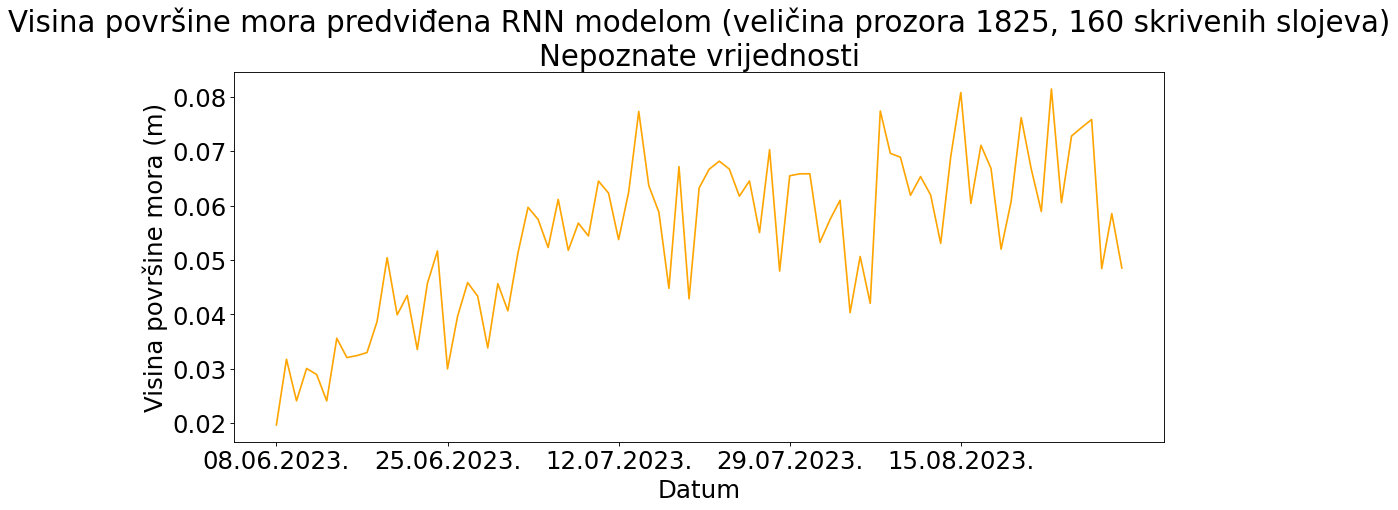 Visina površine mora predviđena RNN modelom (veličina prozora 1825, 160 skrivenih slojeva)
Nepoznate vrijednosti
Visina površine mora (m)
0.08
0.07
0.06
0.05
0.04
0.03
0.02
08.06.2023. 25.06.2023. 12.07.2023. 29.07.2023. 15.08.2023.
Datum